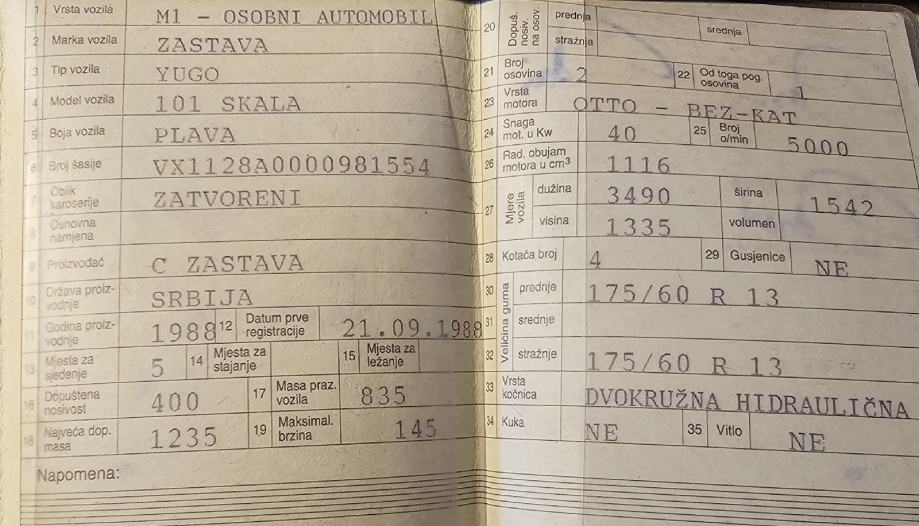 1 Vrsta vozila M1 - OSOBNI AUTOMOBIL
2 Marka vozila ZASTAVA
3 Tip vozila YUGO
4 Model vozila 101 SKALA
5 Boja vozila PLAVA
6 Broj šasije VX1128A0000981554
7 Oblik karoserije ZATVORENI
8 Osnovna namjena
9 Proizvođač C ZASTAVA
10 Država proiz-vodnje SRBIJA
11 Godina proiz-vodnje 1988 12 Datum prve registracije 21.09.1988
13 Mjesta za sjedenje 5 14 Mjesta za stajanje 15 Mjesta za ležanje
16 Dopuštena nosivost 400 17 Masa praz. vozila 835
18 Najveća dop. masa 1235 19 Maksimal. brzina 145
Napomena:
20 Dopuš. nosiv. na osov. prednja srednja
stražnja
21 Broj osovina 2 22 Od toga pog. osovina 1
23 Vrsta motora OTTO - BEZ-KAT
24 Snaga mot. u Kw 40 25 Broj o/min 5000
26 Rad. obujam motora u cm³ 1116
27 Mjere vozila dužina 3490 širina 1542
visina 1335 volumen
28 Kotača broj 4 29 Gusjenice NE
Veličina guma
30 prednje 175/60 R 13
31 srednje
32 stražnje 175/60 R 13
33 Vrsta kočnica DVOKRUŽNA HIDRAULIČNA
34 Kuka NE 35 Vitlo NE